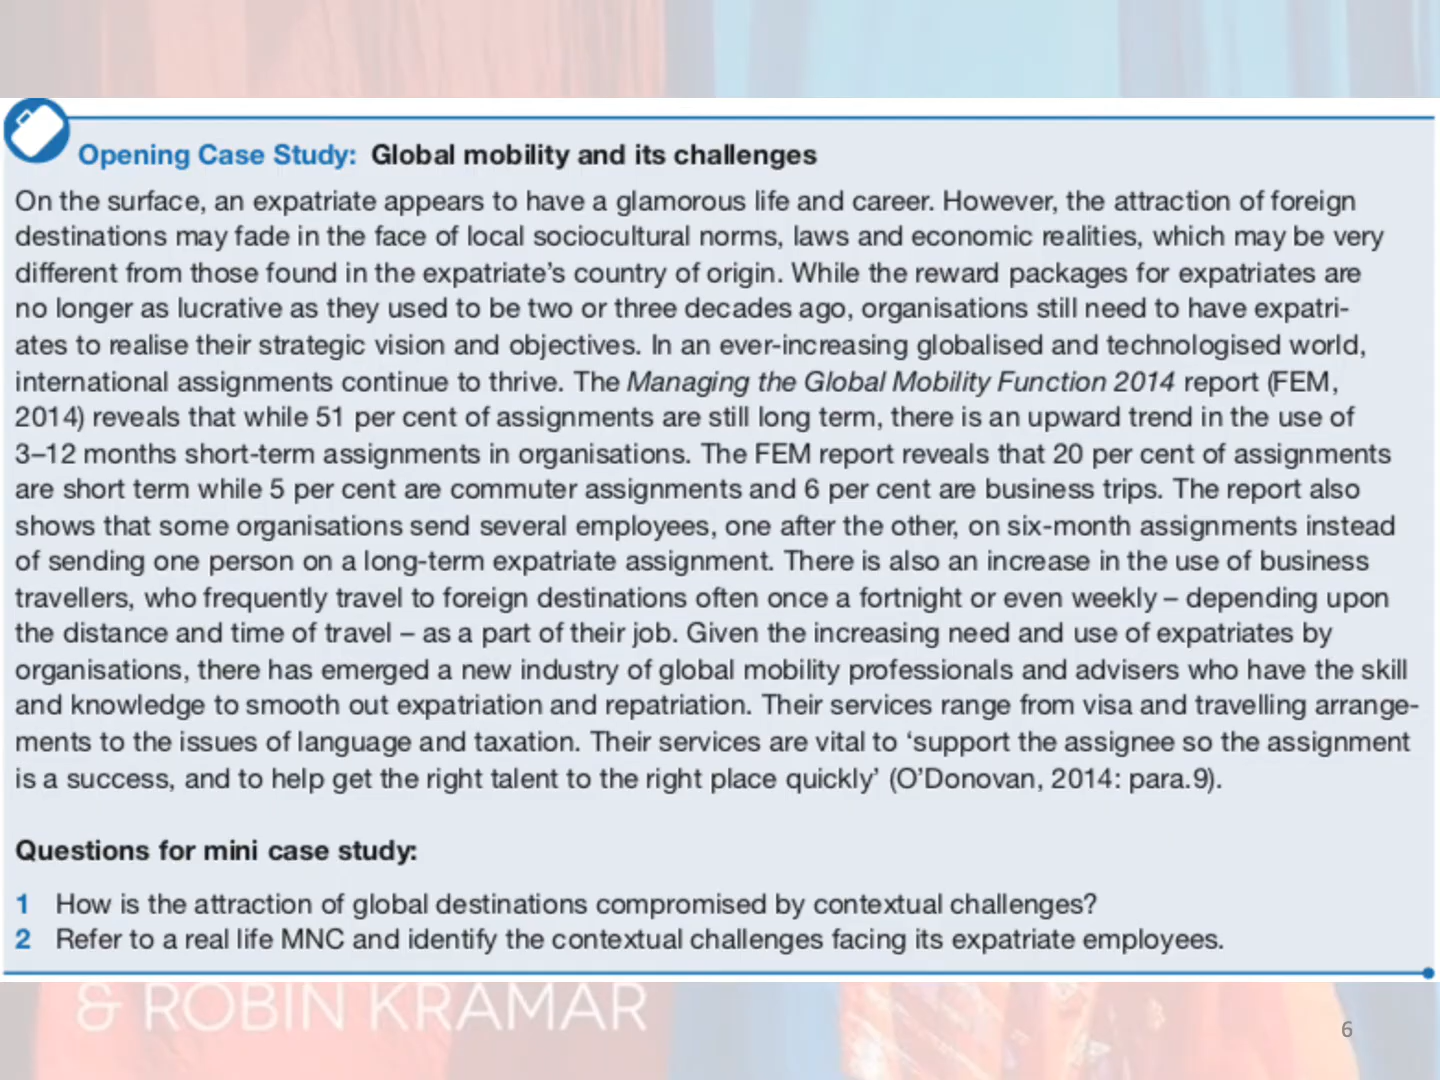 Opening Case Study: Global mobility and its challenges
On the surface, an expatriate appears to have a glamorous life and career. However, the attraction of foreign
destinations may fade in the face of local sociocultural norms, laws and economic realities, which may be very
different from those found in the expatriate’s country of origin. While the reward packages for expatriates are
no longer as lucrative as they used to be two or three decades ago, organisations still need to have expatri-
ates to realise their strategic vision and objectives. In an ever-increasing globalised and technologised world,
international assignments continue to thrive. The Managing the Global Mobility Function 2014 report (FEM,
2014) reveals that while 51 per cent of assignments are still long term, there is an upward trend in the use of
3–12 months short-term assignments in organisations. The FEM report reveals that 20 per cent of assignments
are short term while 5 per cent are commuter assignments and 6 per cent are business trips. The report also
shows that some organisations send several employees, one after the other, on six-month assignments instead
of sending one person on a long-term expatriate assignment. There is also an increase in the use of business
travellers, who frequently travel to foreign destinations often once a fortnight or even weekly – depending upon
the distance and time of travel – as a part of their job. Given the increasing need and use of expatriates by
organisations, there has emerged a new industry of global mobility professionals and advisers who have the skill
and knowledge to smooth out expatriation and repatriation. Their services range from visa and travelling arrange-
ments to the issues of language and taxation. Their services are vital to ‘support the assignee so the assignment
is a success, and to help get the right talent to the right place quickly’ (O’Donovan, 2014: para.9).
Questions for mini case study:
1 How is the attraction of global destinations compromised by contextual challenges?
2 Refer to a real life MNC and identify the contextual challenges facing its expatriate employees.
& ROBIN KRAMAR
6